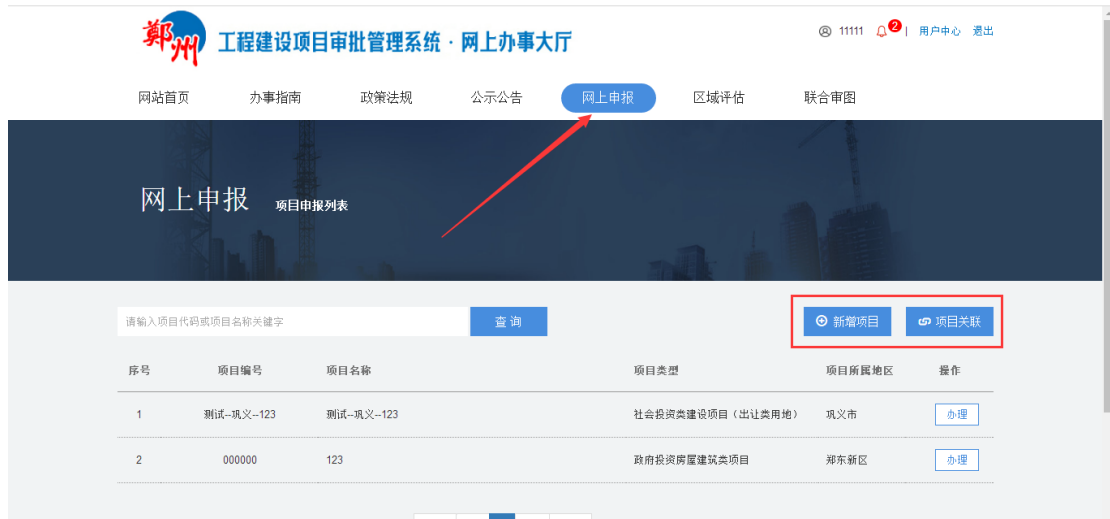 郑州 工程建设项目审批管理系统 · 网上办事大厅
11111 2 | 用户中心 退出
网站首页 办事指南 政策法规 公示公告 网上申报 区域评估 联合审图
网上申报 项目申报列表
请输入项目代码或项目名称关键字 查询 新增项目 项目关联
序号 项目编号 项目名称 项目类型 项目所属地区 操作
1 测试--巩义--123 测试--巩义--123 社会投资类建设项目（出让类用地） 巩义市 办理
2 000000 123 政府投资房屋建筑类项目 郑东新区 办理